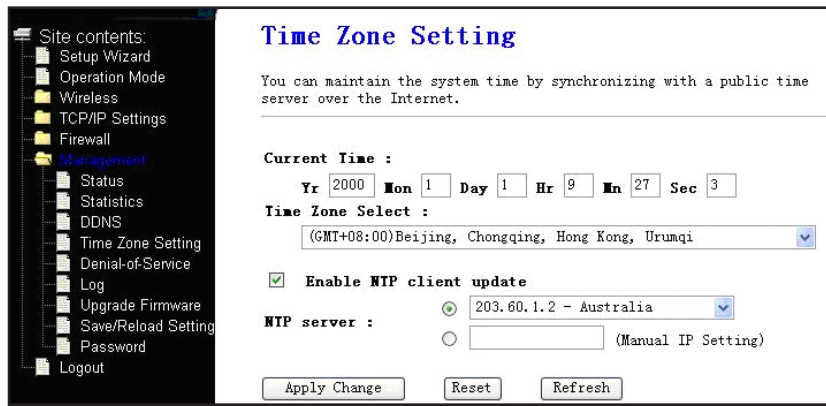 Site contents:
Setup Wizard
Operation Mode
Wireless
TCP/IP Settings
Firewall
Management
Status
Statistics
DDNS
Time Zone Setting
Denial-of-Service
Log
Upgrade Firmware
Save/Reload Setting
Password
Logout
Time Zone Setting
You can maintain the system time by synchronizing with a public time
server over the Internet.
Current Time :
Yr 2000 Mon 1 Day 1 Hr 9 Mn 27 Sec 3
Time Zone Select :
(GMT+08:00)Beijing, Chongqing, Hong Kong, Urumqi
Enable NTP client update
NTP server :
203.60.1.2 - Australia
(Manual IP Setting)
Apply Change Reset Refresh